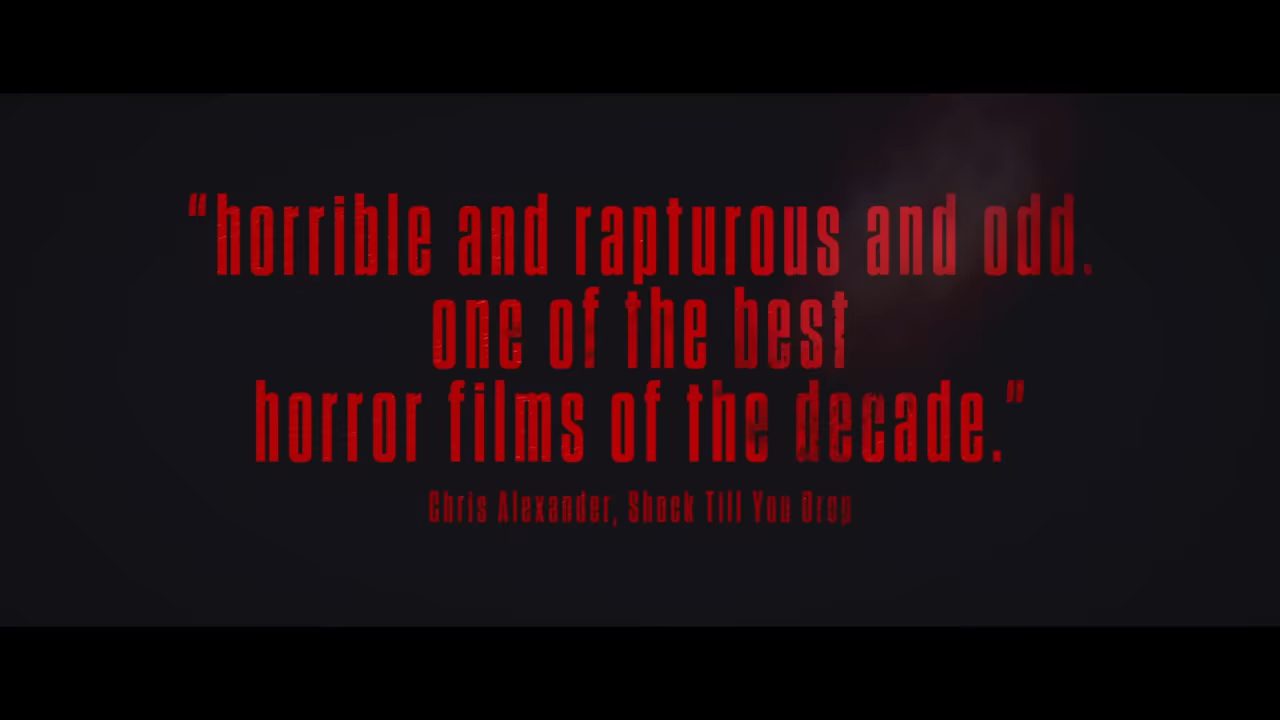 “horrible and rapturous and odd.
one of the best
horror films of the decade.”
Chris Alexander, Shock Till You Drop